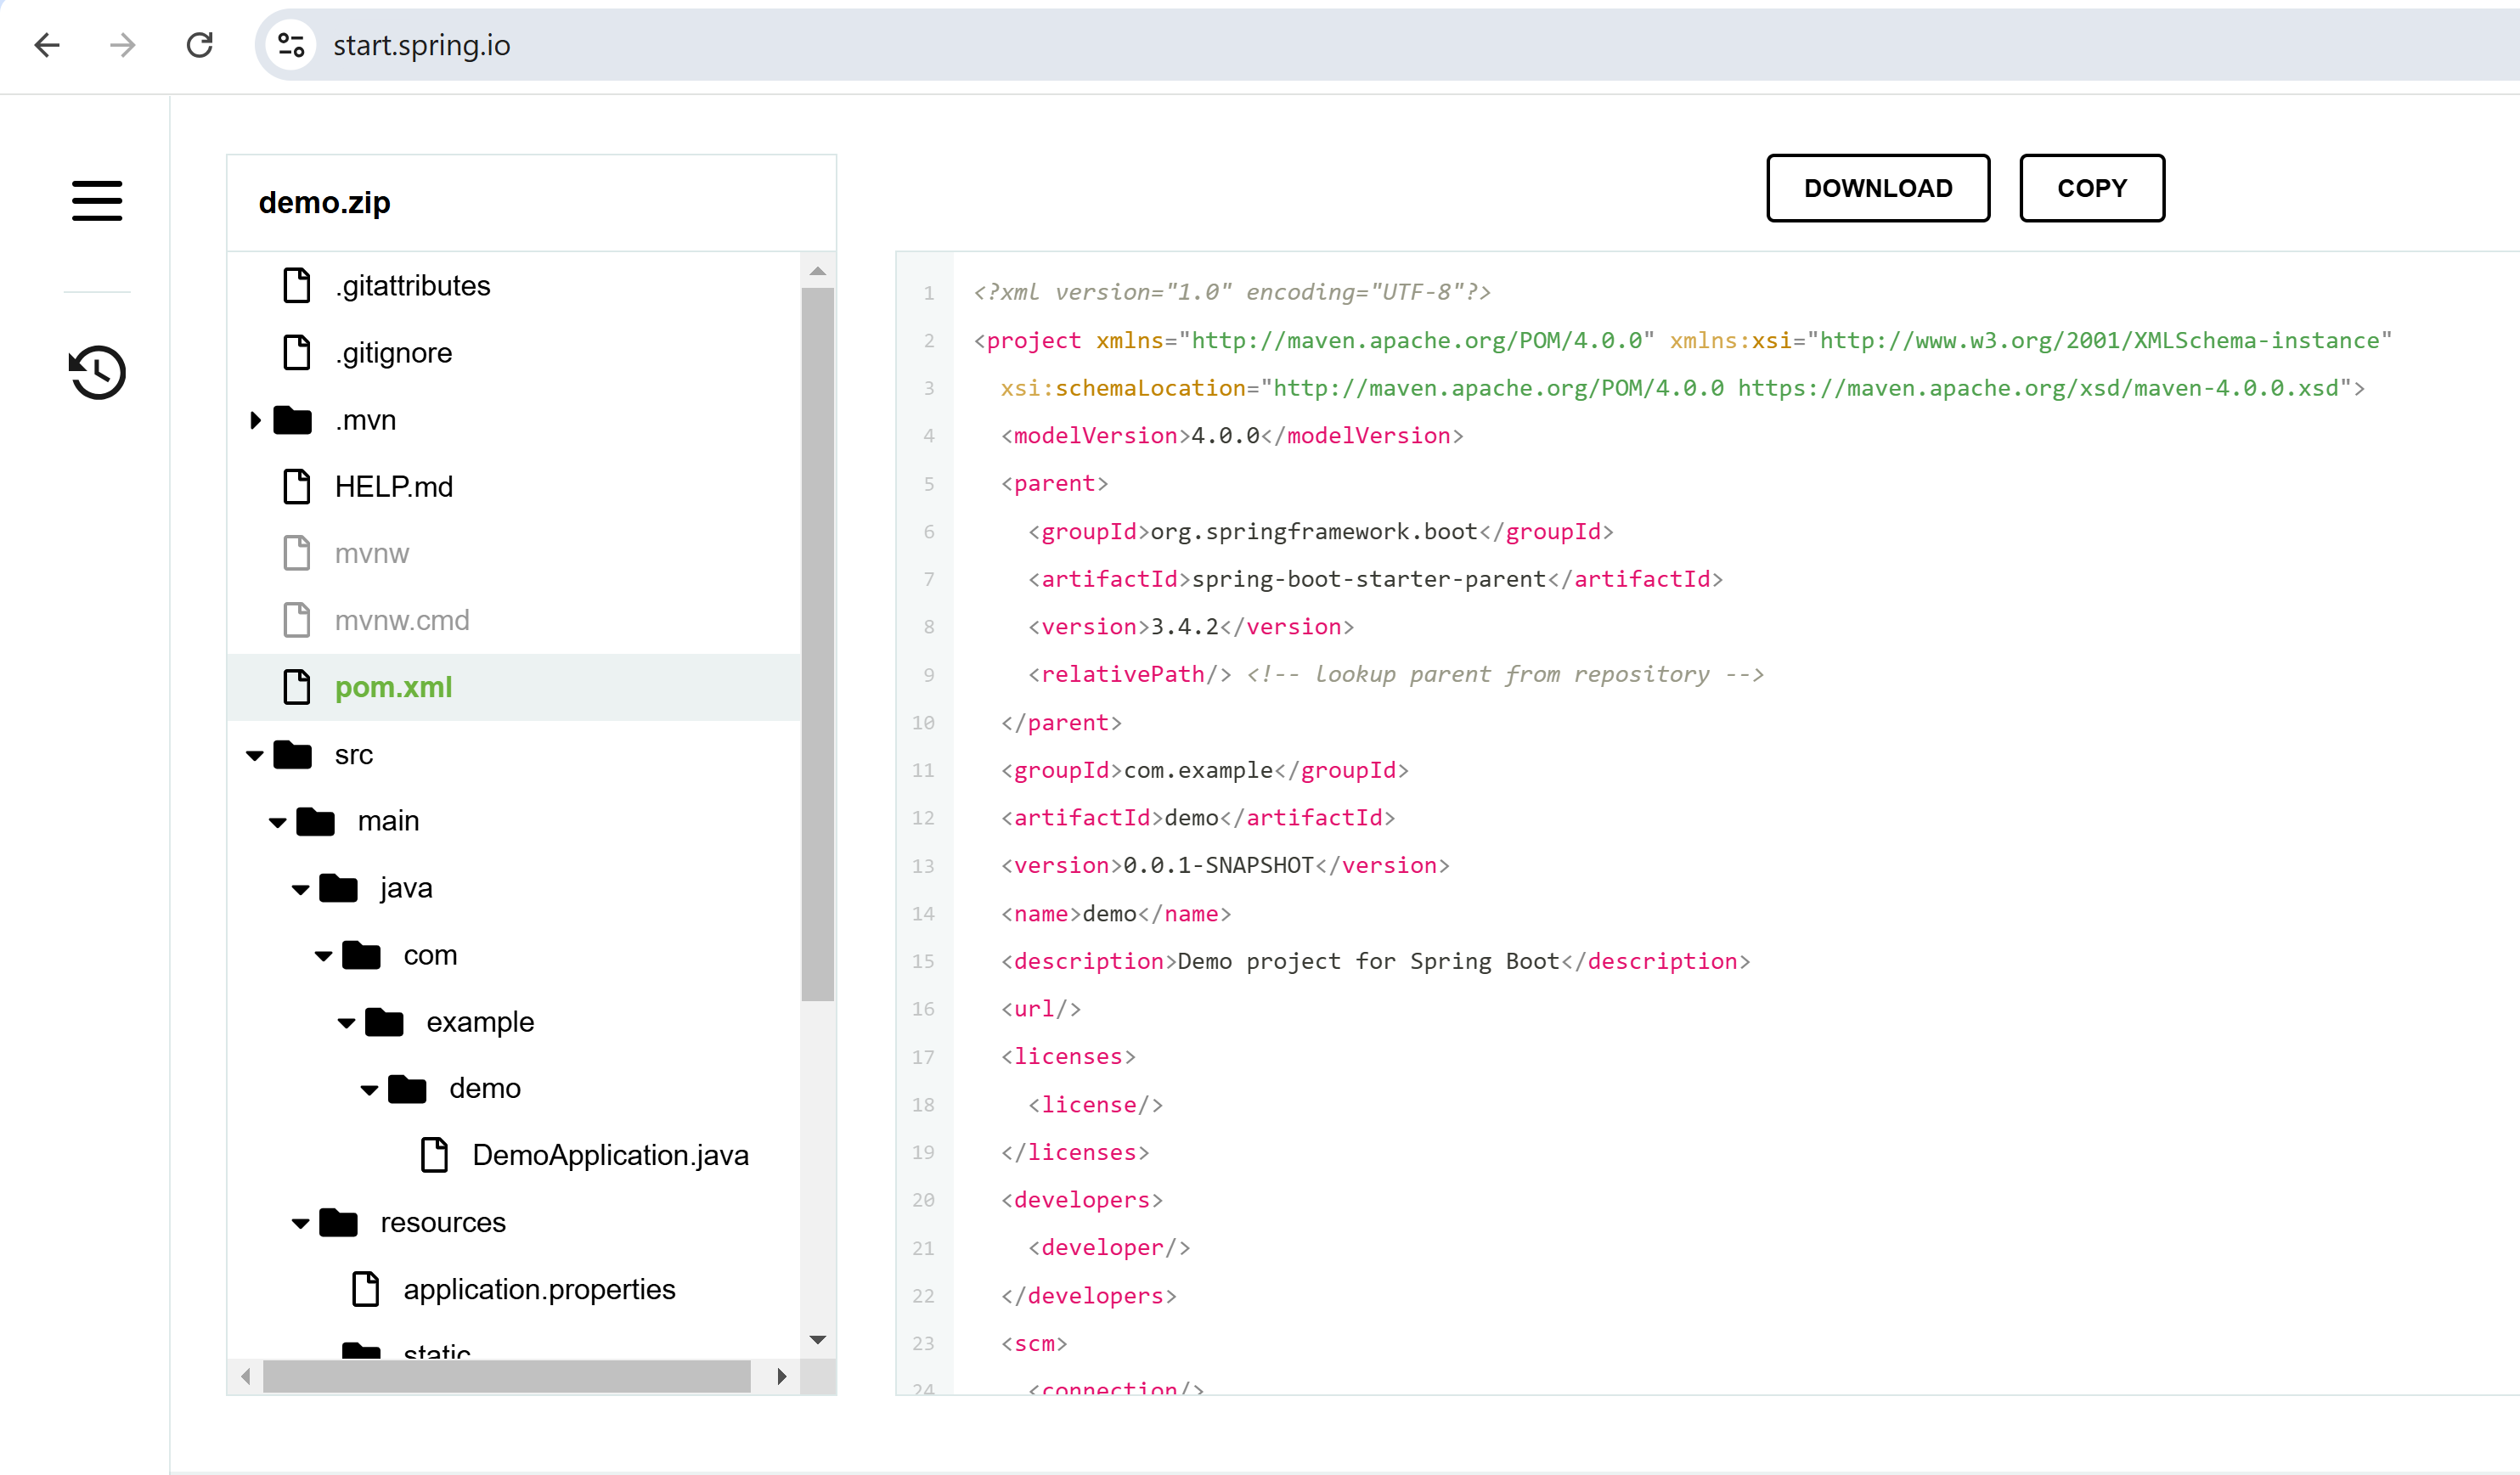 start.spring.io
demo.zip
DOWNLOAD
COPY
.gitattributes
.gitignore
.mvn
HELP.md
mvnw
mvnw.cmd
pom.xml
src
main
java
com
example
demo
DemoApplication.java
resources
application.properties
static
1 <?xml version="1.0" encoding="UTF-8"?>
2 <project xmlns="http://maven.apache.org/POM/4.0.0" xmlns:xsi="http://www.w3.org/2001/XMLSchema-instance"
3 xsi:schemaLocation="http://maven.apache.org/POM/4.0.0 https://maven.apache.org/xsd/maven-4.0.0.xsd">
4 <modelVersion>4.0.0</modelVersion>
5 <parent>
6 <groupId>org.springframework.boot</groupId>
7 <artifactId>spring-boot-starter-parent</artifactId>
8 <version>3.4.2</version>
9 <relativePath/> <!-- lookup parent from repository -->
10 </parent>
11 <groupId>com.example</groupId>
12 <artifactId>demo</artifactId>
13 <version>0.0.1-SNAPSHOT</version>
14 <name>demo</name>
15 <description>Demo project for Spring Boot</description>
16 <url/>
17 <licenses>
18 <license/>
19 </licenses>
20 <developers>
21 <developer/>
22 </developers>
23 <scm>
24 <connection/>